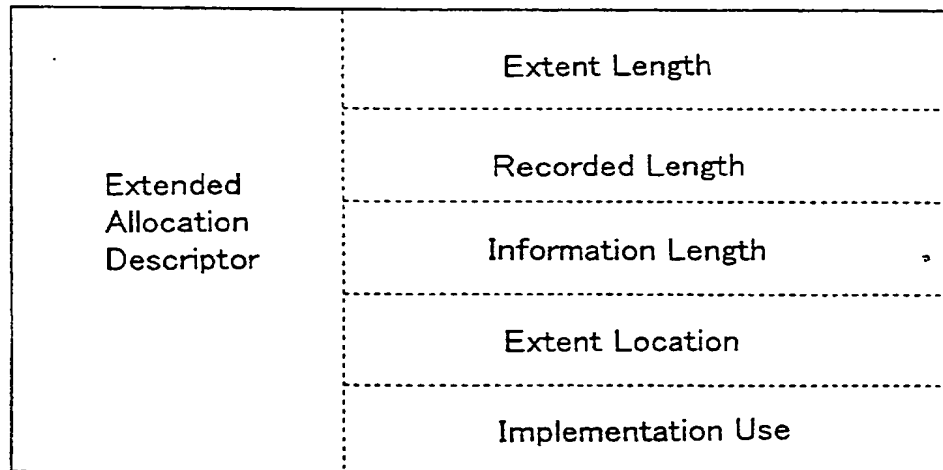 Extended
Allocation
Descriptor
Extent Length
Recorded Length
Information Length
Extent Location
Implementation Use